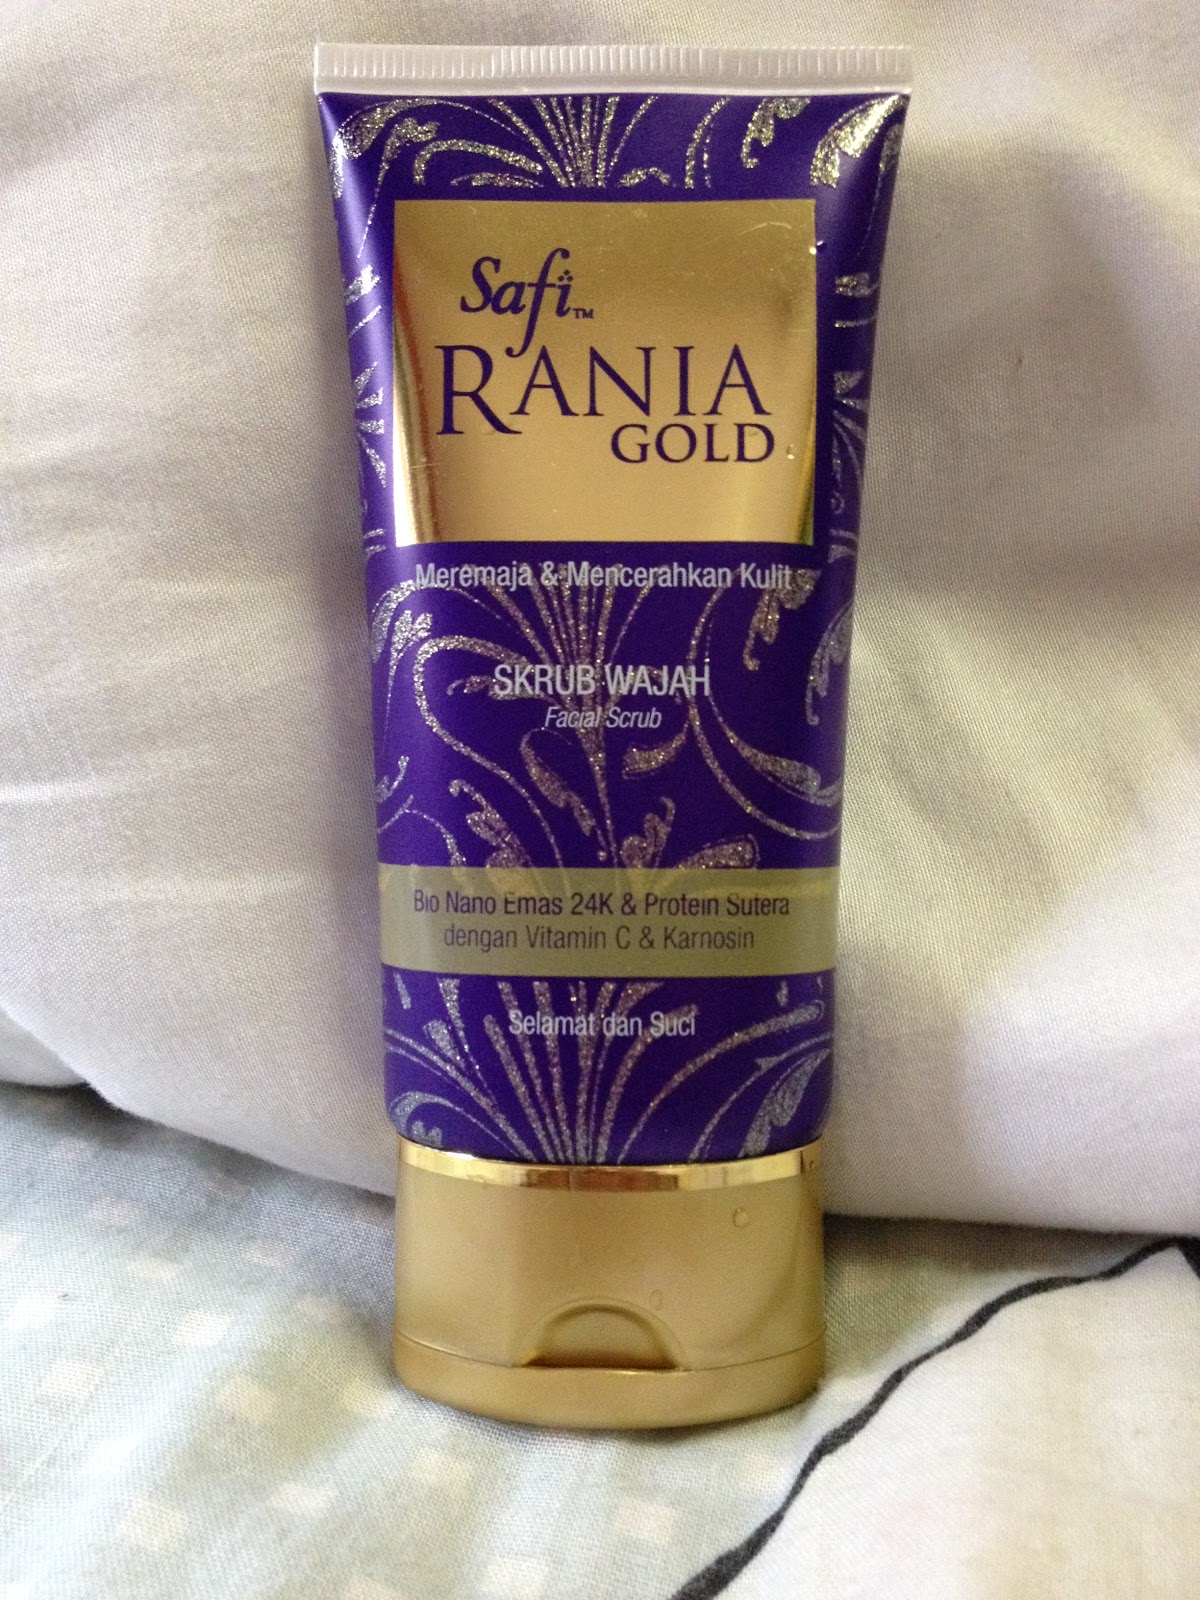 Safi™
RANIA
GOLD
Meremaja & Mencerahkan Kulit
SKRUB WAJAH
Facial Scrub
Bio Nano Emas 24K & Protein Sutera
dengan Vitamin C & Karnosin
Selamat dan Suci